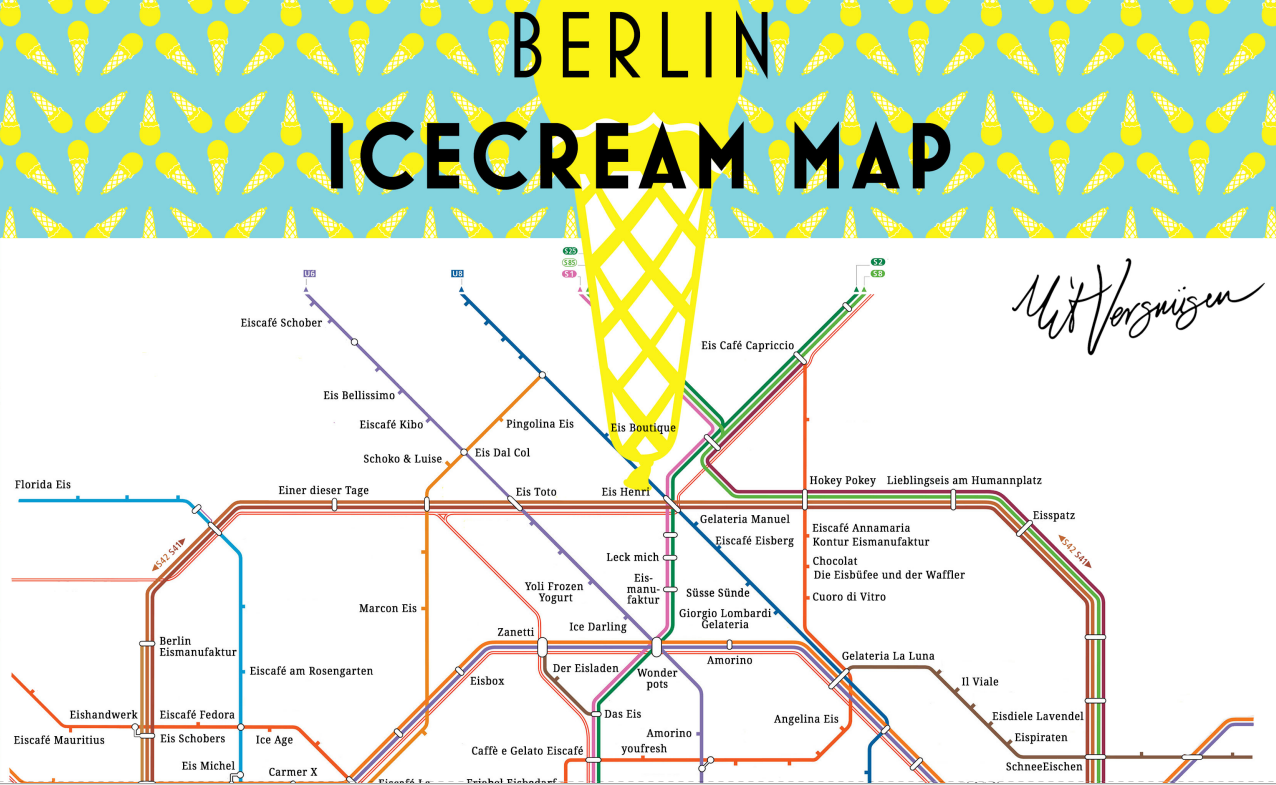 BERLIN
ICECREAM MAP
Mit Vergnügen
U6
U8
S25
S85
S1
S2
S8
Eiscafé Schober
Eis Café Capriccio
Eis Bellissimo
Eiscafé Kibo
Pingolina Eis
Eis Boutique
Schoko & Luise
Eis Dal Col
Florida Eis
Einer dieser Tage
Eis Toto
Eis Henri
Hokey Pokey
Lieblingseis am Humannplatz
Eisspatz
Gelateria Manuel
Eiscafé Eisberg
Eiscafé Annamaria
Kontur Eismanufaktur
S42 S41
S42 S41
Leck mich
Chocolat
Die Eisbüfee und der Waffler
Eis-
manu-
faktur
Yoli Frozen
Yogurt
Süsse Sünde
Cuoro di Vitro
Marcon Eis
Giorgio Lombardi
Gelateria
Ice Darling
Zanetti
Berlin
Eismanufaktur
Eiscafé am Rosengarten
Der Eisladen
Wonder
pots
Amorino
Gelateria La Luna
Eisbox
Il Viale
Eishandwerk
Eiscafé Fedora
Das Eis
Angelina Eis
Eisdiele Lavendel
Eiscafé Mauritius
Eis Schobers
Ice Age
Amorino
Eispiraten
Caffè e Gelato Eiscafé
youfresh
Eis Michel
Carmer X
SchneeEischen